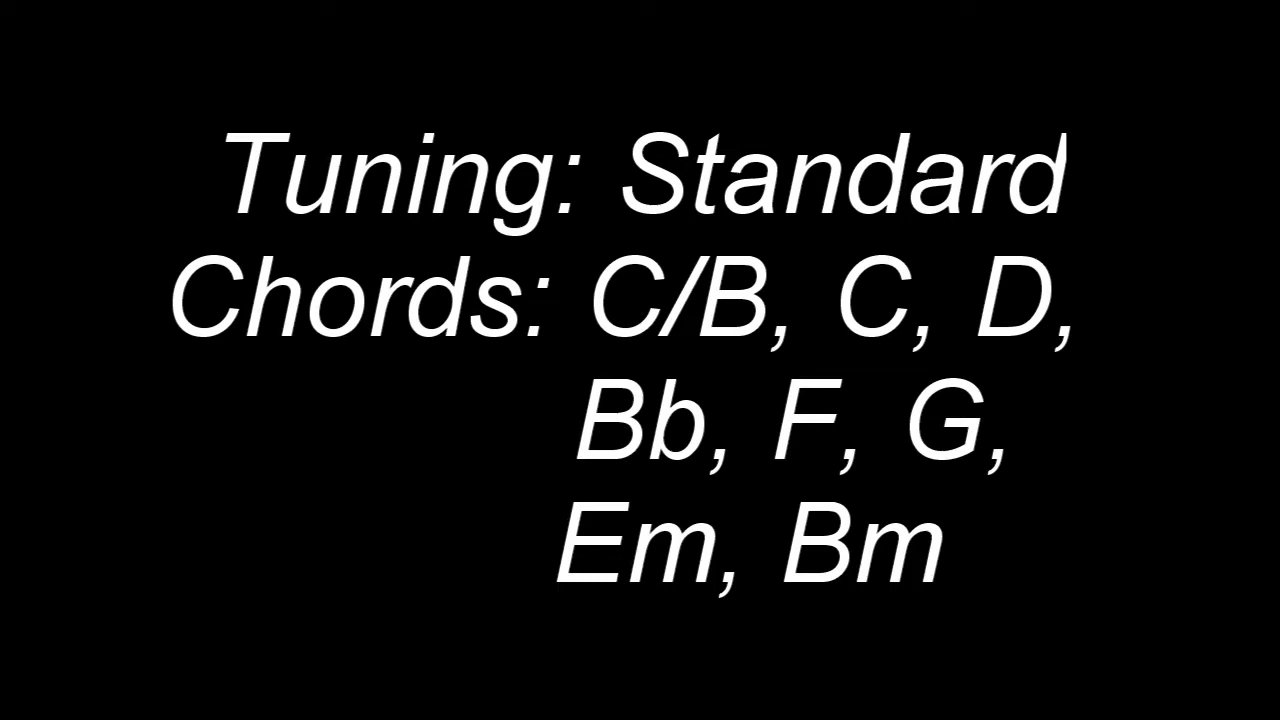 Tuning: Standard
Chords: C/B, C, D,
Bb, F, G,
Em, Bm